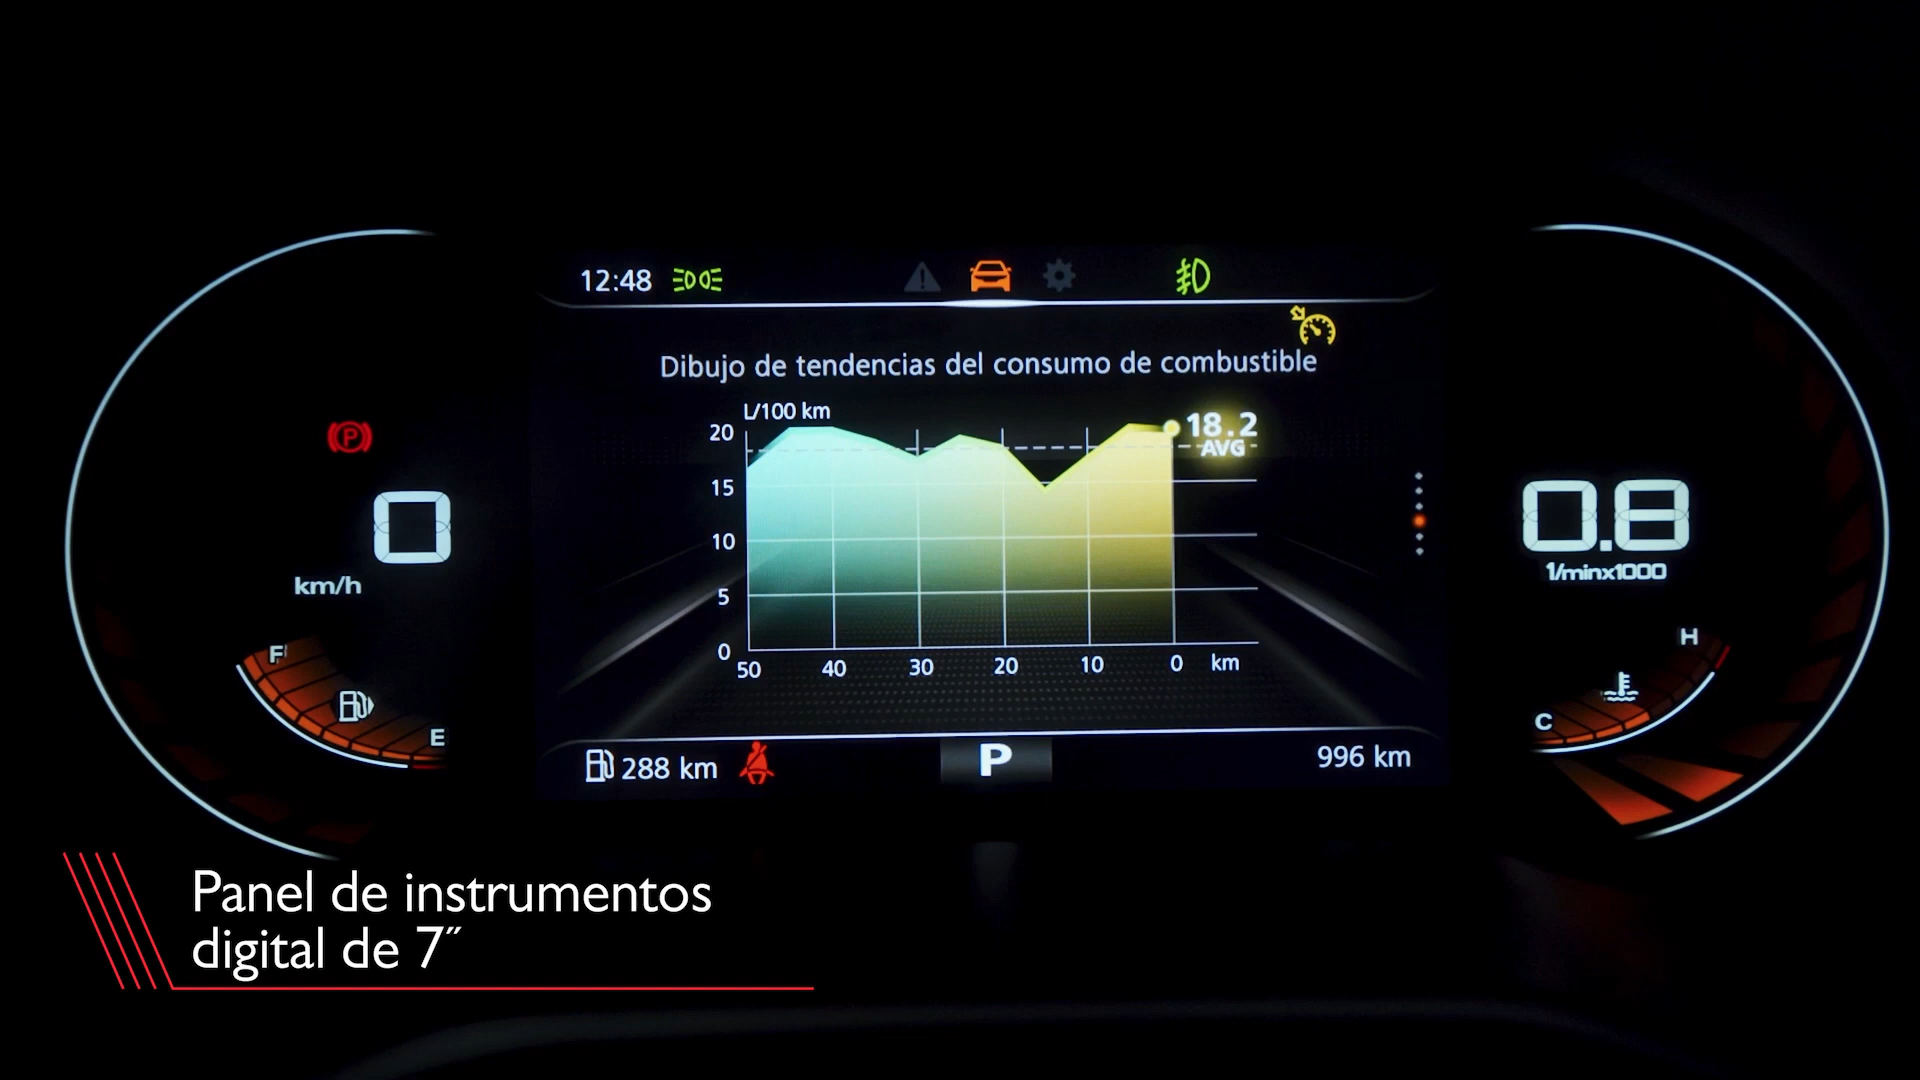 12:48
Dibujo de tendencias del consumo de combustible
L/100 km
20
15
10
5
0
50 40 30 20 10 0 km
18.2
AVG
P
0
km/h
F
E
0.8
1/minx1000
H
C
288 km
P
996 km
Panel de instrumentos
digital de 7˝